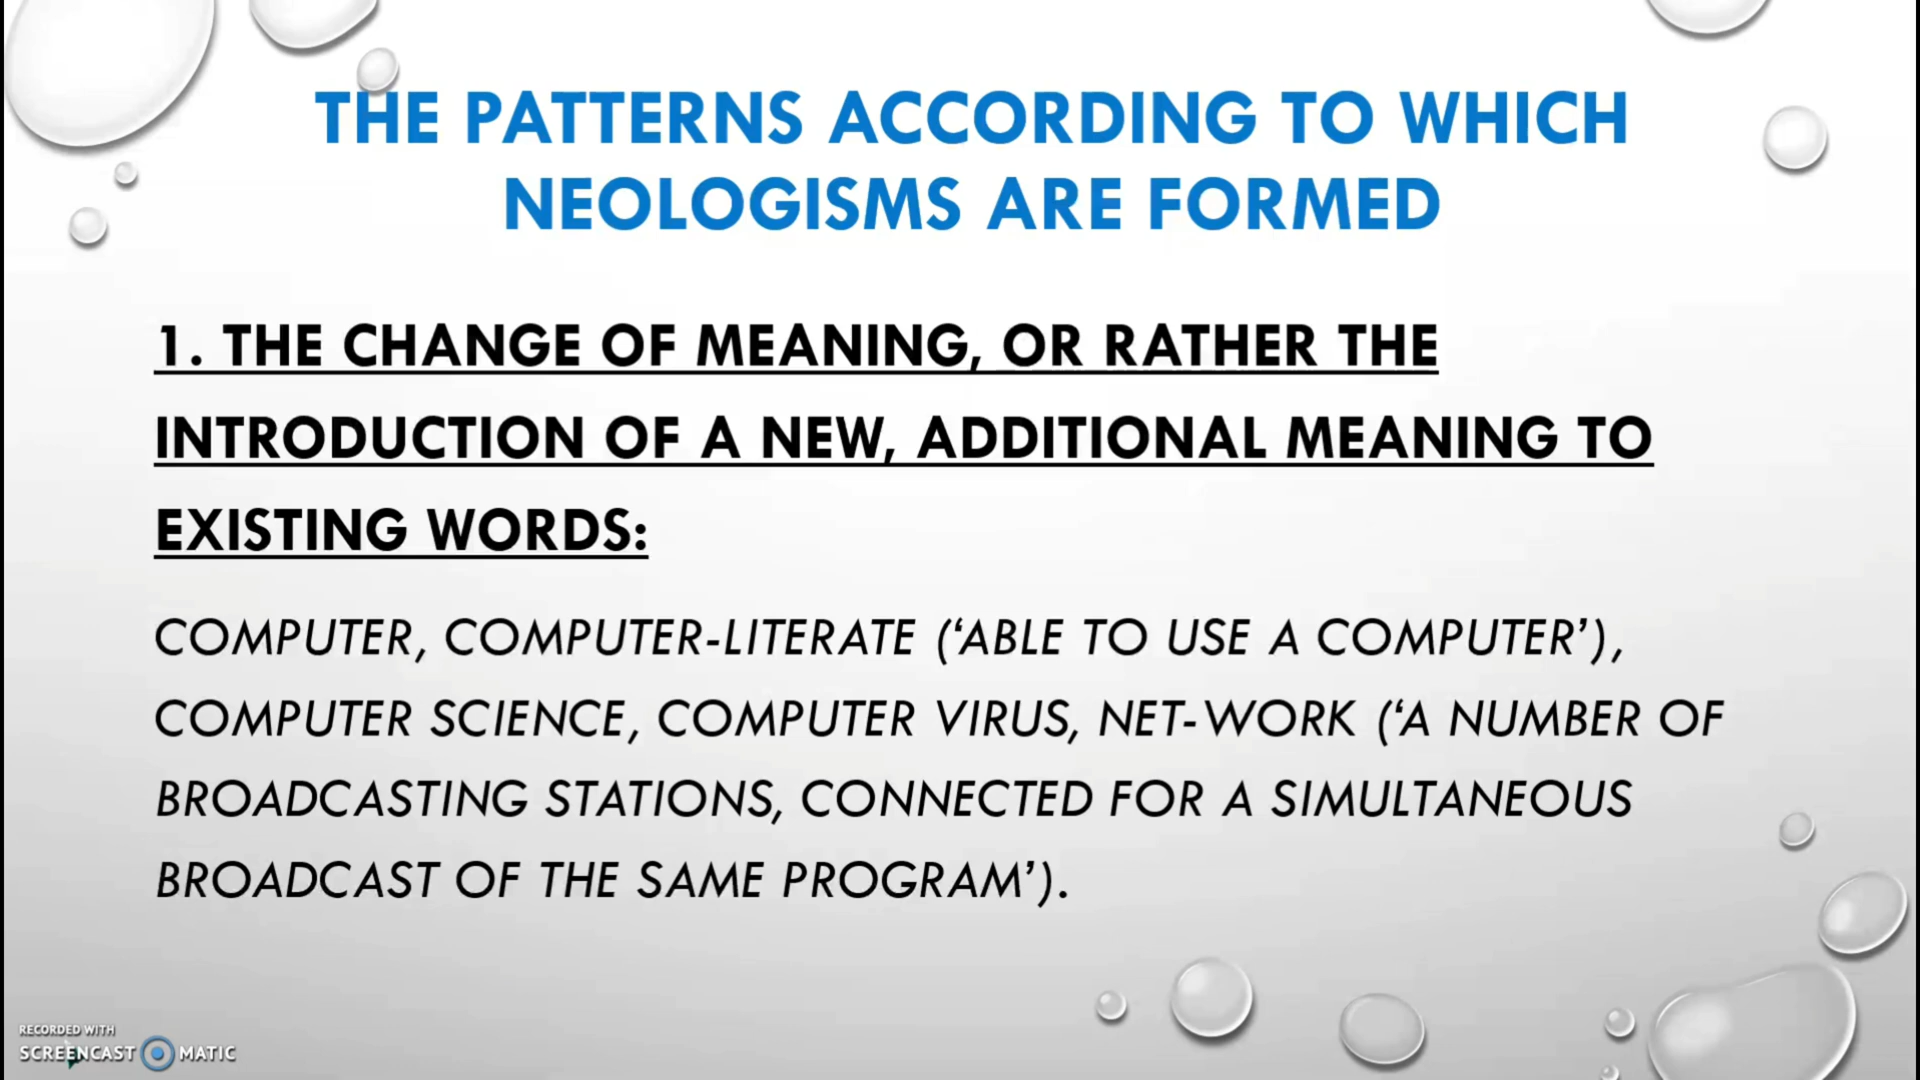 THE PATTERNS ACCORDING TO WHICH
NEOLOGISMS ARE FORMED
1. THE CHANGE OF MEANING, OR RATHER THE
INTRODUCTION OF A NEW, ADDITIONAL MEANING TO
EXISTING WORDS:
COMPUTER, COMPUTER-LITERATE (‘ABLE TO USE A COMPUTER’),
COMPUTER SCIENCE, COMPUTER VIRUS, NET-WORK (‘A NUMBER OF
BROADCASTING STATIONS, CONNECTED FOR A SIMULTANEOUS
BROADCAST OF THE SAME PROGRAM’).
RECORDED WITH
SCREENCAST MATIC